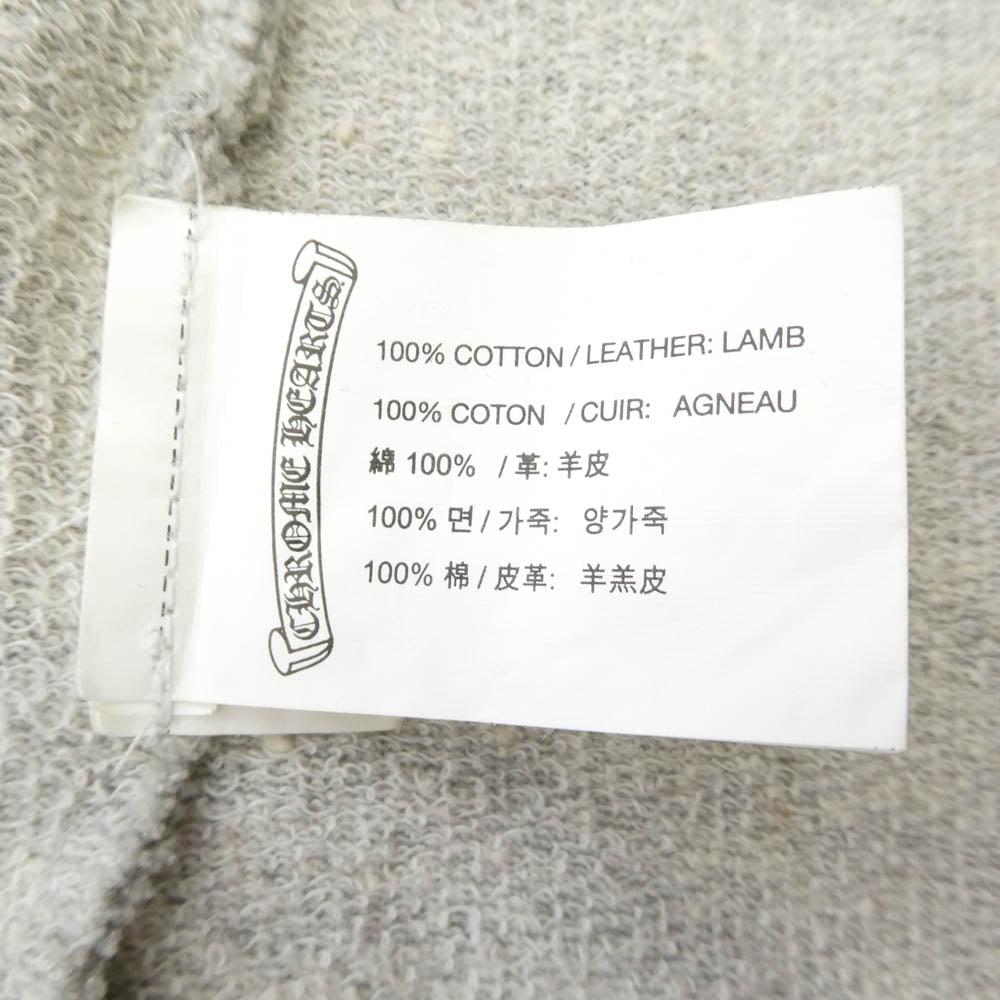 CHROME HEARTS
100% COTTON / LEATHER: LAMB
100% COTON / CUIR: AGNEAU
綿 100% / 革: 羊皮
100% 면 / 가죽: 양가죽
100% 棉 / 皮革: 羊羔皮